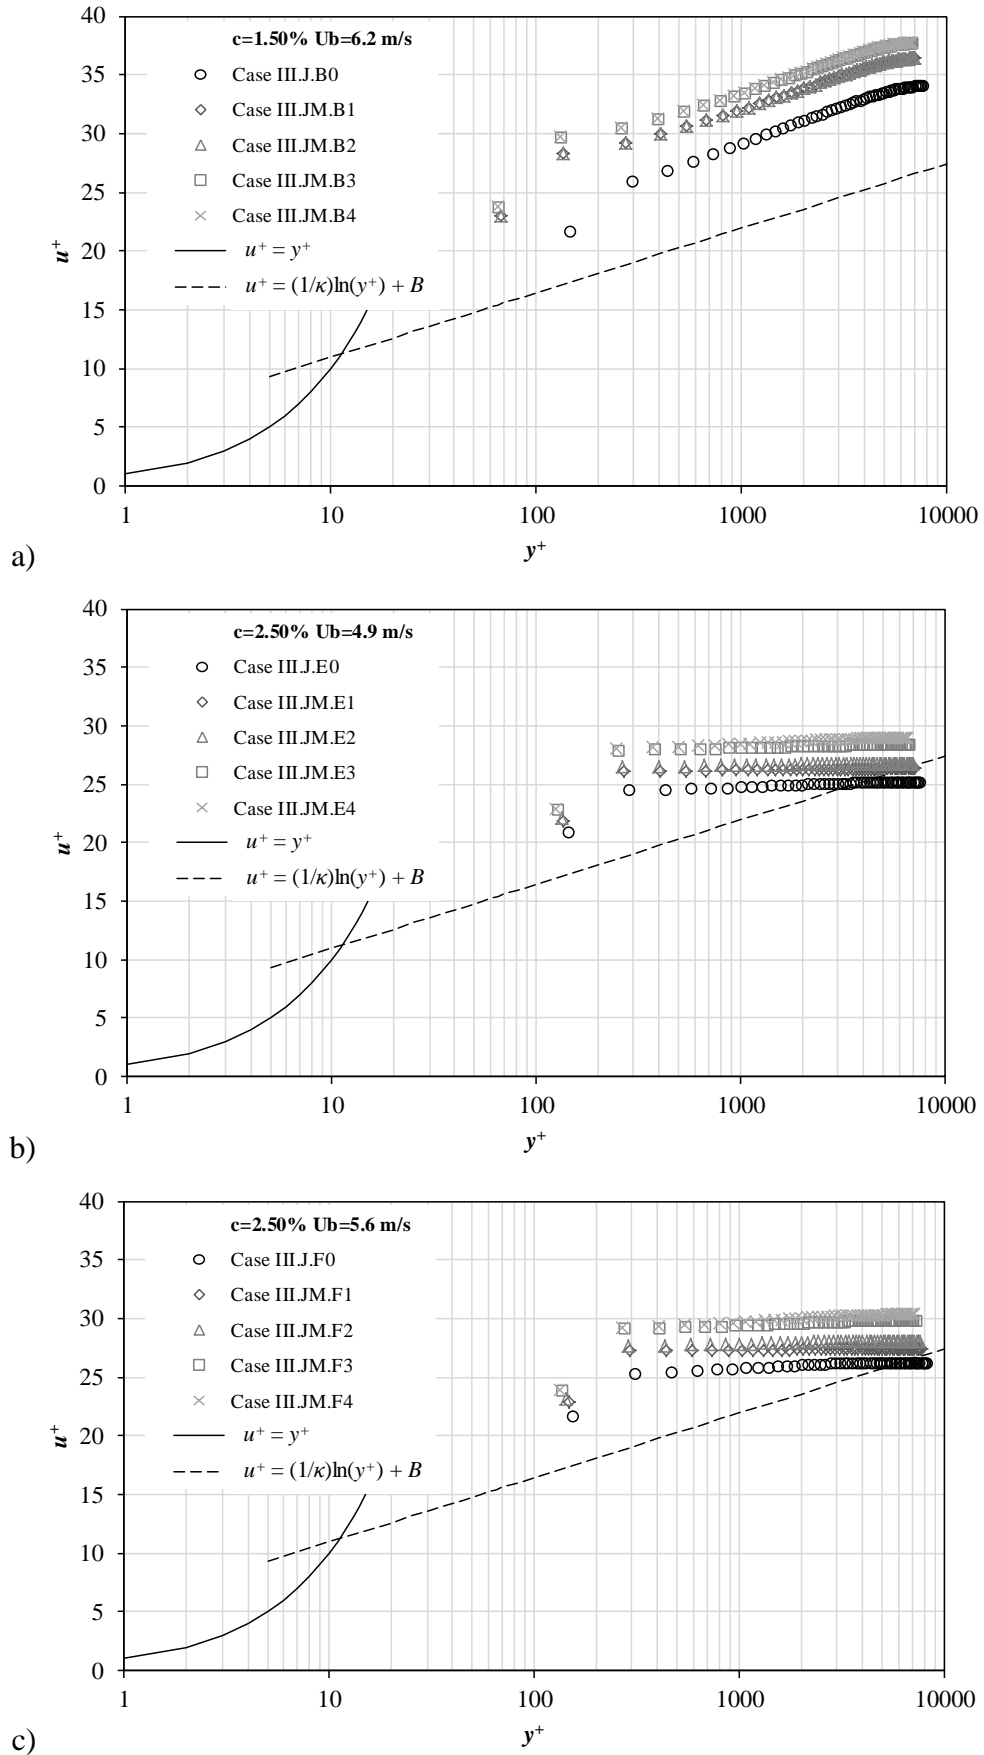 40
c=1.50% Ub=6.2 m/s
35
Case III.J.B0
Case III.JM.B1
30
Case III.JM.B2
25
Case III.JM.B3
Case III.JM.B4
20
u⁺ = y⁺
u⁺ = (1/κ)ln(y⁺) + B
15
10
5
0
u⁺
1 10 100 1000 10000
y⁺
a)
40
c=2.50% Ub=4.9 m/s
35
Case III.J.E0
Case III.JM.E1
30
Case III.JM.E2
25
Case III.JM.E3
Case III.JM.E4
20
u⁺ = y⁺
u⁺ = (1/κ)ln(y⁺) + B
15
10
5
0
u⁺
1 10 100 1000 10000
y⁺
b)
40
c=2.50% Ub=5.6 m/s
35
Case III.J.F0
Case III.JM.F1
30
Case III.JM.F2
25
Case III.JM.F3
Case III.JM.F4
20
u⁺ = y⁺
u⁺ = (1/κ)ln(y⁺) + B
15
10
5
0
u⁺
1 10 100 1000 10000
y⁺
c)